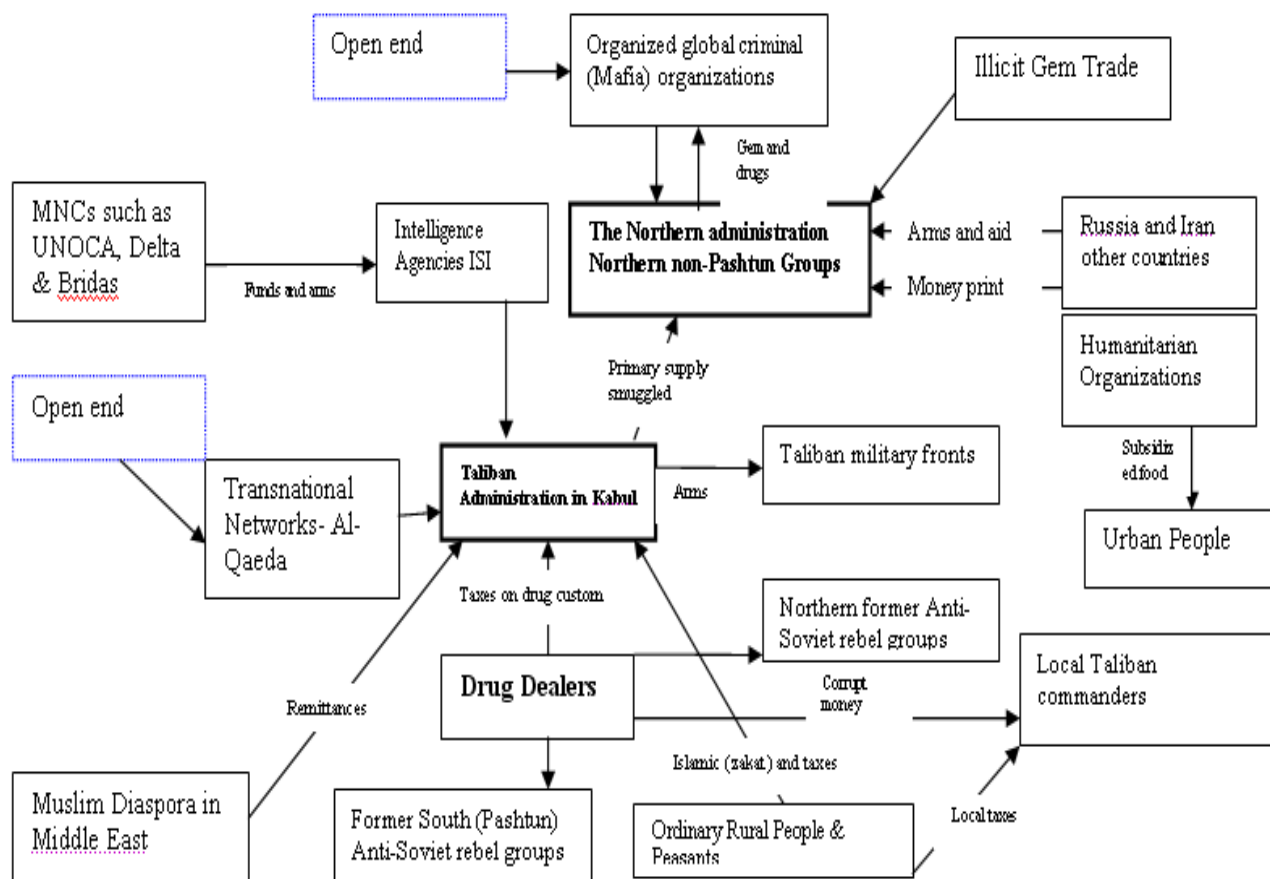 Open end
Organized global criminal
(Mafia) organizations
Illicit Gem Trade
Gem and
drugs
MNCs such as
UNOCA, Delta
& Bridas
Funds and arms
Intelligence
Agencies ISI
The Northern administration
Northern non-Pashtun Groups
Arms and aid
Money print
Russia and Iran
other countries
Humanitarian
Organizations
Primary supply
smuggled
Open end
Transnational
Networks- Al-
Qaeda
Taliban
Administration in Kabul
Arms
Taliban military fronts
Subsidiz
ed food
Urban People
Taxes on drug custom
Northern former Anti-
Soviet rebel groups
Drug Dealers
Corrupt
money
Local Taliban
commanders
Remittances
Islamic (zakat) and taxes
Local taxes
Muslim Diaspora in
Middle East
Former South (Pashtun)
Anti-Soviet rebel groups
Ordinary Rural People &
Peasants